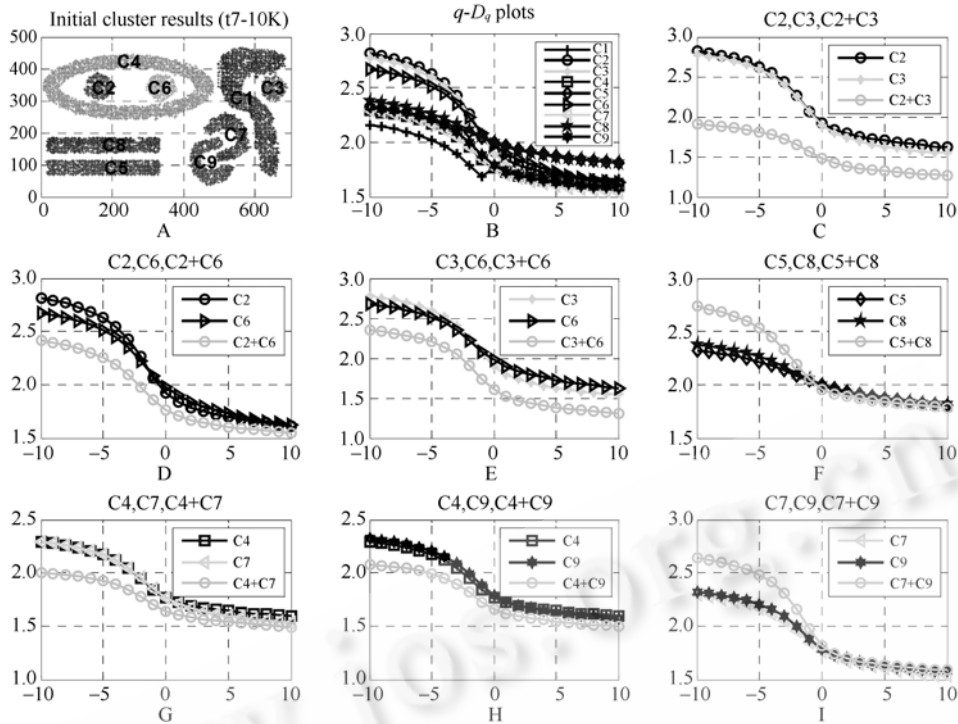 Initial cluster results (t7-10K)
500
400
300
200
100
0
0 200 400 600
C4
C2
C6
C3
C1
C7
C8
C9
C5
A
q-Dq plots
3.0
2.5
2.0
1.5
−10 −5 0 5 10
C1
C2
C3
C4
C5
C6
C7
C8
C9
B
C2,C3,C2+C3
3.0
2.5
2.0
1.5
1.0
−10 −5 0 5 10
C2
C3
C2+C3
C
C2,C6,C2+C6
3.0
2.5
2.0
1.5
−10 −5 0 5 10
C2
C6
C2+C6
D
C3,C6,C3+C6
3.0
2.5
2.0
1.5
1.0
−10 −5 0 5 10
C3
C6
C3+C6
E
C5,C8,C5+C8
3.0
2.5
2.0
1.5
−10 −5 0 5 10
C5
C8
C5+C8
F
C4,C7,C4+C7
2.5
2.0
1.5
1.0
−10 −5 0 5 10
C4
C7
C4+C7
G
C4,C9,C4+C9
2.5
2.0
1.5
1.0
−10 −5 0 5 10
C4
C9
C4+C9
H
C7,C9,C7+C9
3.0
2.5
2.0
1.5
−10 −5 0 5 10
C7
C9
C7+C9
I
jos.org.cn